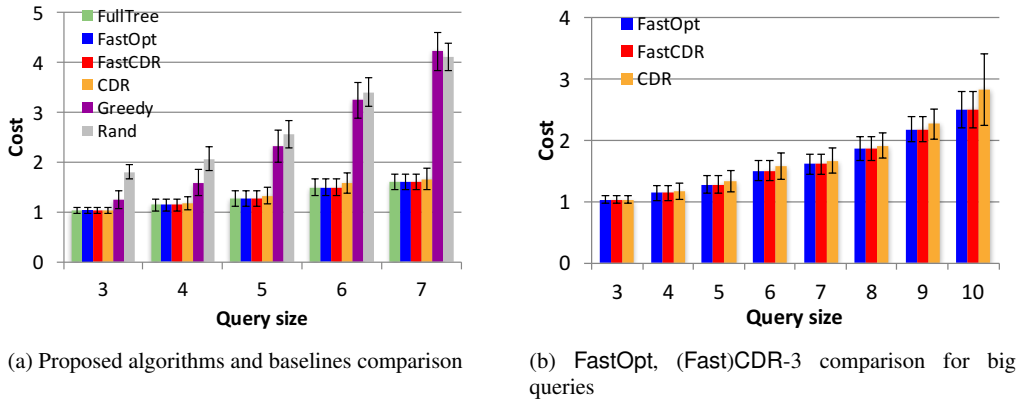 5
4
3
2
1
0
Cost
FullTree
FastOpt
FastCDR
CDR
Greedy
Rand
3 4 5 6 7
Query size
(a) Proposed algorithms and baselines comparison
4
3
2
1
0
Cost
FastOpt
FastCDR
CDR
3 4 5 6 7 8 9 10
Query size
(b) FastOpt, (Fast)CDR-3 comparison for big
queries